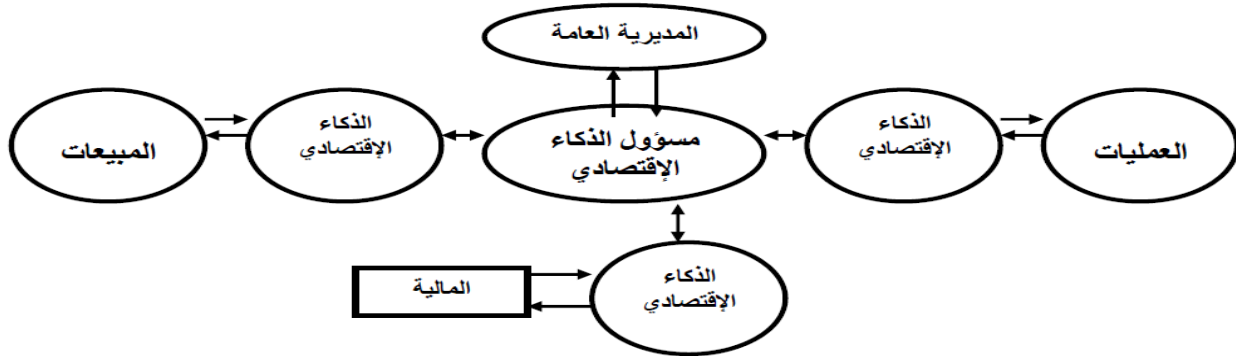 المديرية العامة
العمليات
الذكاء
الإقتصادي
مسؤول الذكاء
الإقتصادي
الذكاء
الإقتصادي
المبيعات
الذكاء
الإقتصادي
المالية